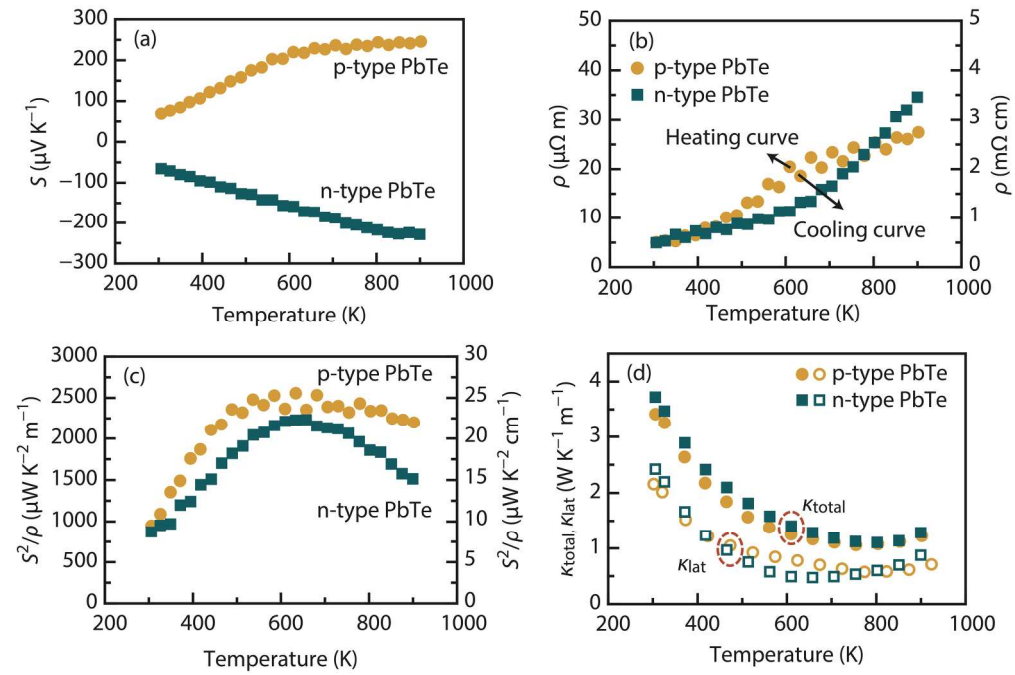 (a)
300
200
100
0
−100
−200
−300
S (μV K⁻¹)
p-type PbTe
n-type PbTe
200 400 600 800 1000
Temperature (K)
(b)
50
40
30
20
10
0
ρ (μΩ m)
p-type PbTe
n-type PbTe
Heating curve
Cooling curve
5
4
3
2
1
0
ρ (mΩ cm)
200 400 600 800 1000
Temperature (K)
(c)
3000
2500
2000
1500
1000
500
0
S²/ρ (μW K⁻² m⁻¹)
p-type PbTe
n-type PbTe
30
25
20
15
10
5
0
S²/ρ (μW K⁻² cm⁻¹)
200 400 600 800 1000
Temperature (K)
(d)
4
3
2
1
0
κtotal, κlat (W K⁻¹ m⁻¹)
p-type PbTe
n-type PbTe
κtotal
κlat
200 400 600 800 1000
Temperature (K)